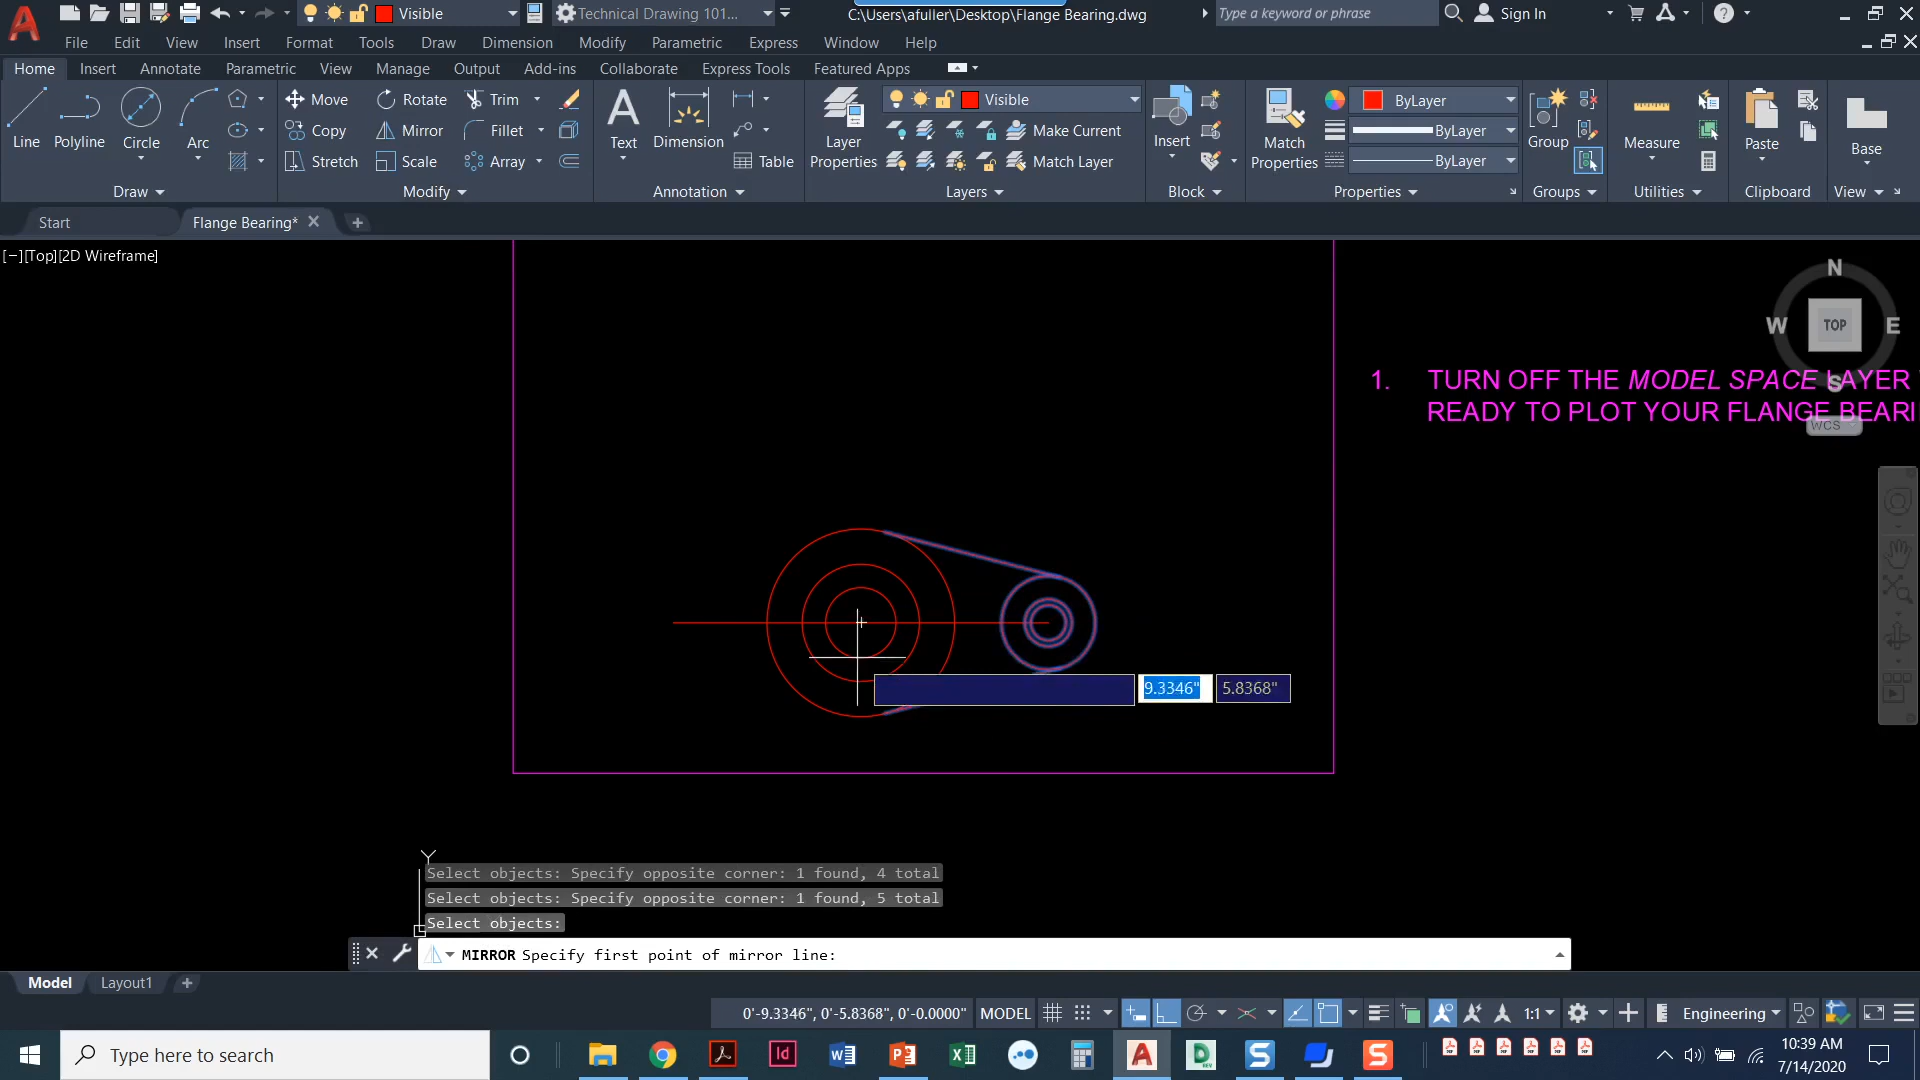 Visible
Technical Drawing 101...
C:\Users\afuller\Desktop\Flange Bearing.dwg
Type a keyword or phrase
Sign In
File Edit View Insert Format Tools Draw Dimension Modify Parametric Express Window Help
Home Insert Annotate Parametric View Manage Output Add-ins Collaborate Express Tools Featured Apps
Line Polyline Circle Arc
Move Rotate Trim
Copy Mirror Fillet
Stretch Scale Array
Text Dimension Table
Layer Properties
Visible
Make Current
Match Layer
Insert
Match Properties
ByLayer
ByLayer
ByLayer
Group
Measure
Paste
Base
Draw Modify Annotation Layers Block Properties Groups Utilities Clipboard View
Start Flange Bearing*
[−][Top][2D Wireframe]
N
W TOP E
S
WCS
1. TURN OFF THE MODEL SPACE LAYER
READY TO PLOT YOUR FLANGE BEARI
9.3346" 5.8368"
Y
Select objects: Specify opposite corner: 1 found, 4 total
Select objects: Specify opposite corner: 1 found, 5 total
Select objects:
MIRROR Specify first point of mirror line:
Model Layout1
0'-9.3346", 0'-5.8368", 0'-0.0000" MODEL 1:1 Engineering
Type here to search
10:39 AM
7/14/2020